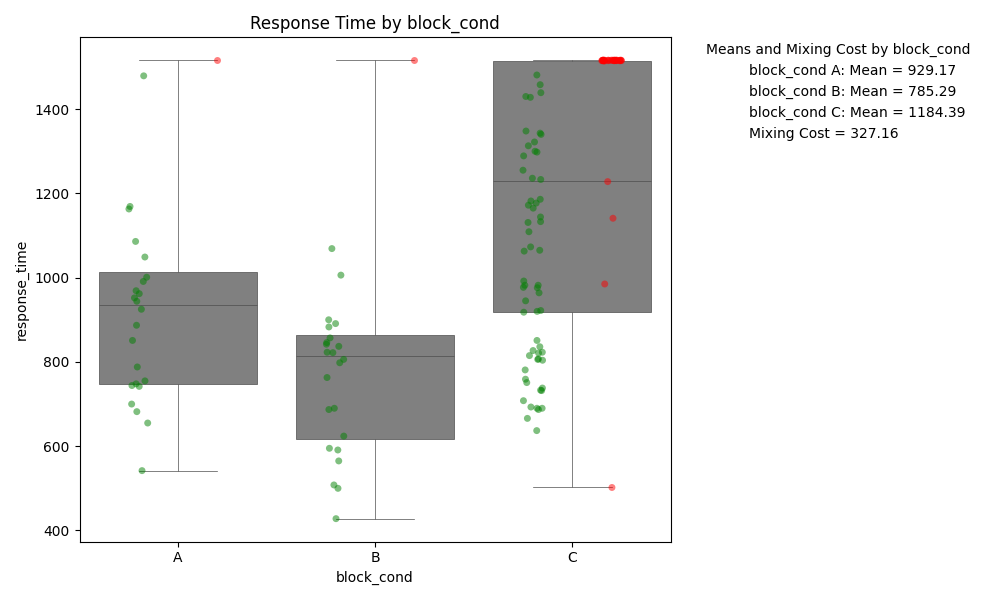 Response Time by block_cond
Means and Mixing Cost by block_cond
block_cond A: Mean = 929.17
block_cond B: Mean = 785.29
block_cond C: Mean = 1184.39
Mixing Cost = 327.16
response_time
1400
1200
1000
800
600
400
A
B
C
block_cond